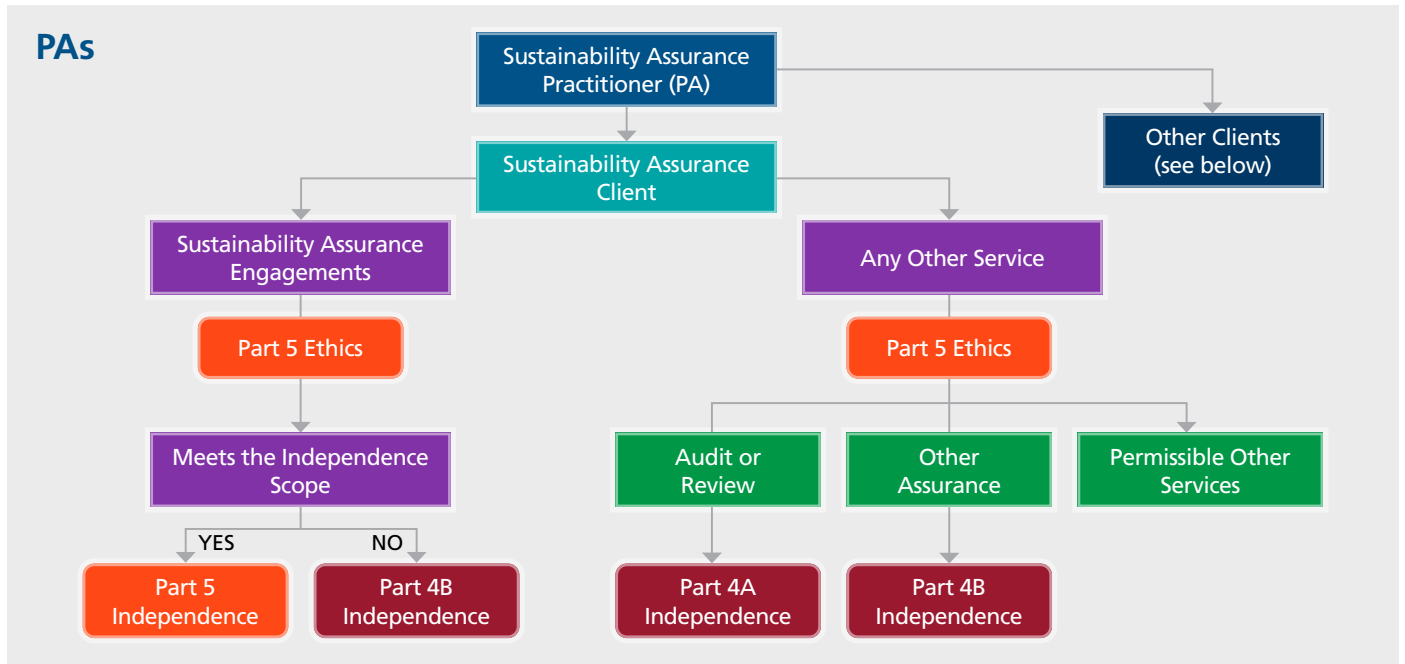 PAs
Sustainability Assurance
Practitioner (PA)
Other Clients
(see below)
Sustainability Assurance
Client
Sustainability Assurance
Engagements
Any Other Service
Part 5 Ethics
Part 5 Ethics
Meets the Independence
Scope
Audit or
Review
Other
Assurance
Permissible Other
Services
YES
NO
Part 5
Independence
Part 4B
Independence
Part 4A
Independence
Part 4B
Independence